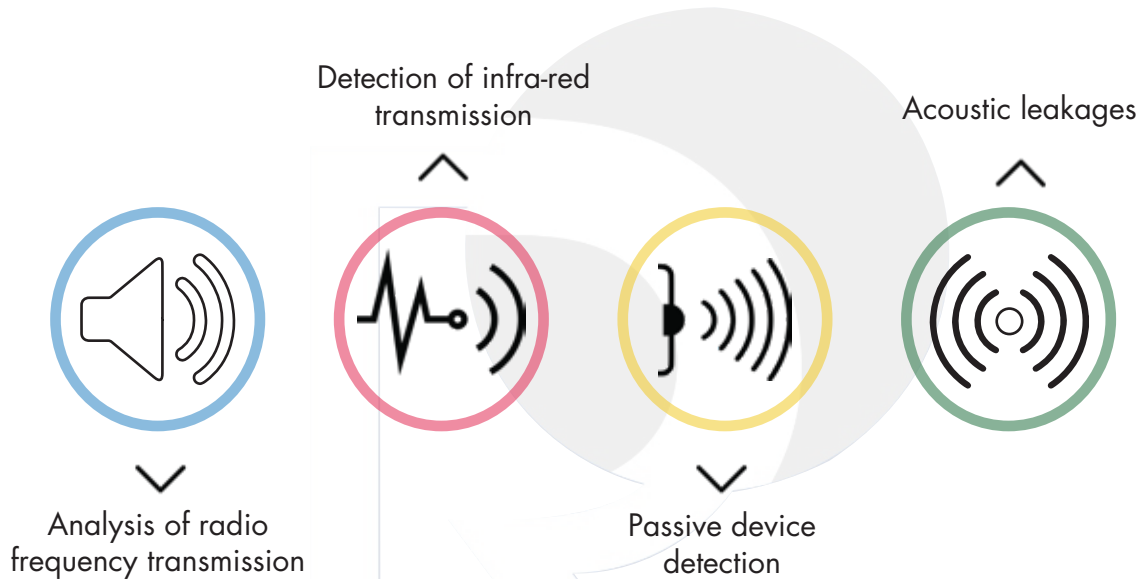 Detection of infra-red
transmission
Acoustic leakages
Analysis of radio
frequency transmission
Passive device
detection